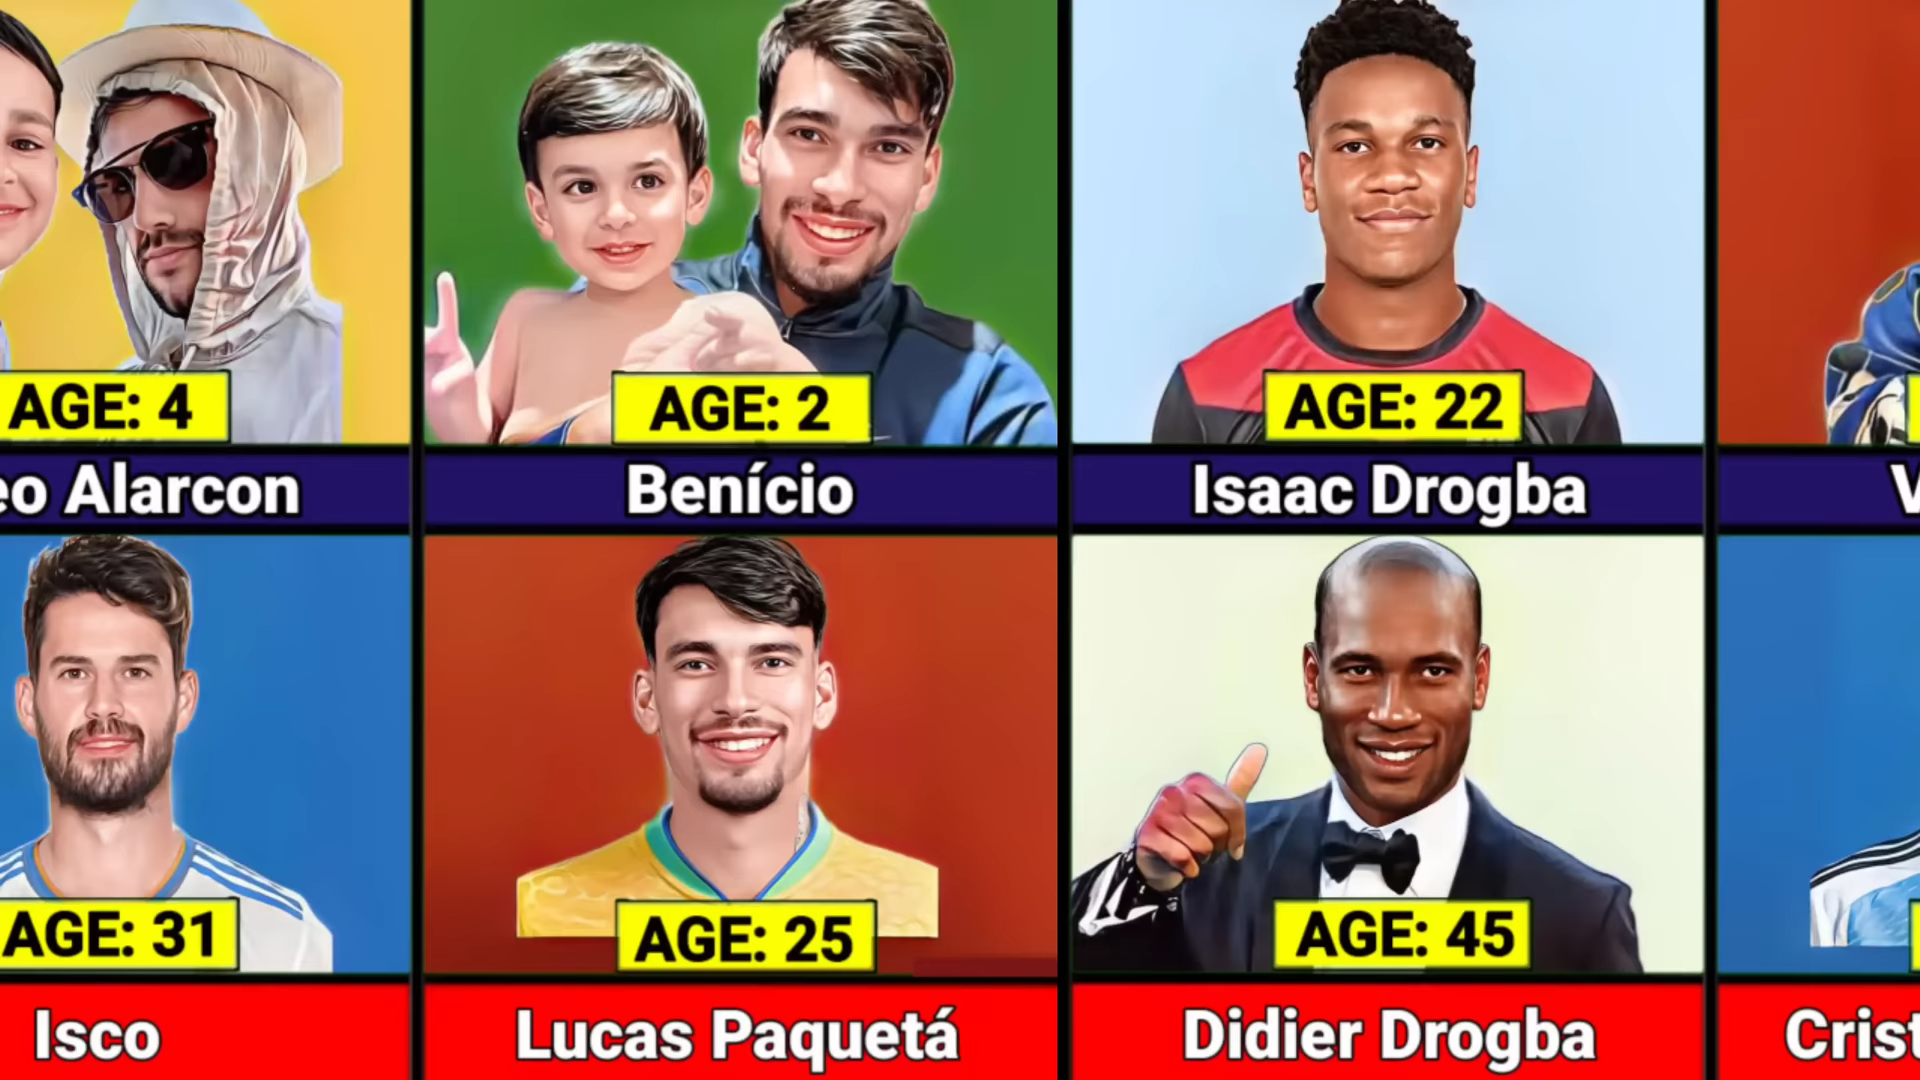 AGE: 4
AGE: 2
AGE: 22
eo Alarcon
Benício
Isaac Drogba
V
AGE: 31
AGE: 25
AGE: 45
Isco
Lucas Paquetá
Didier Drogba
Crist